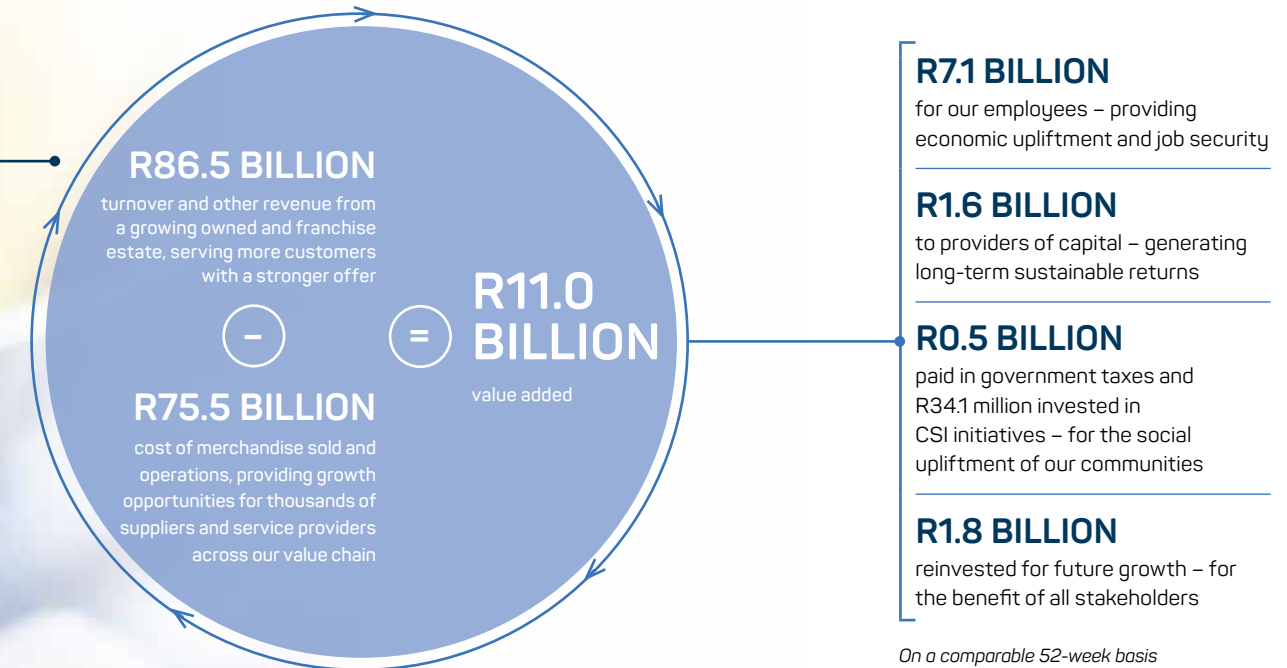 R86.5 BILLION
turnover and other revenue from
a growing owned and franchise
estate, serving more customers
with a stronger offer
–
R75.5 BILLION
cost of merchandise sold and
operations, providing growth
opportunities for thousands of
suppliers and service providers
across our value chain
=
R11.0
BILLION
value added
R7.1 BILLION
for our employees – providing
economic upliftment and job security
R1.6 BILLION
to providers of capital – generating
long-term sustainable returns
R0.5 BILLION
paid in government taxes and
R34.1 million invested in
CSI initiatives – for the social
upliftment of our communities
R1.8 BILLION
reinvested for future growth – for
the benefit of all stakeholders
On a comparable 52-week basis